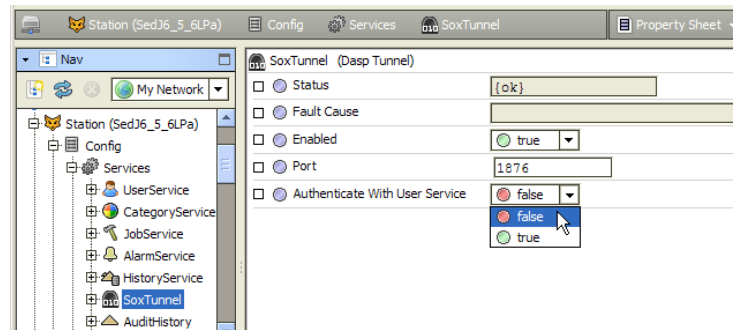 Station (SedJ6_5_6LPa) Config Services SoxTunnel Property Sheet
Nav
My Network
Station (SedJ6_5_6LPa)
Config
Services
UserService
CategoryService
JobService
AlarmService
HistoryService
SoxTunnel
AuditHistory
SoxTunnel (Dasp Tunnel)
Status {ok}
Fault Cause
Enabled true
Port 1876
Authenticate With User Service false
false
true